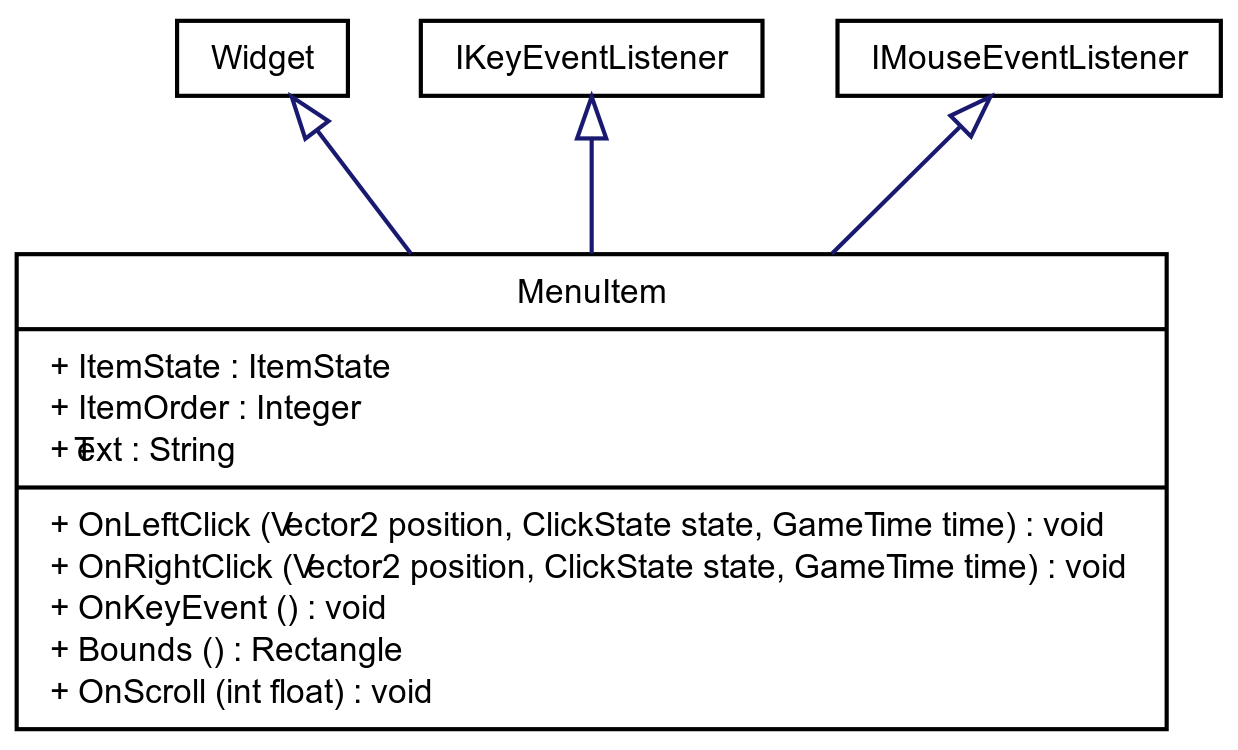 Widget
IKeyEventListener
IMouseEventListener
MenuItem
+ ItemState : ItemState
+ ItemOrder : Integer
+ Text : String
+ OnLeftClick (Vector2 position, ClickState state, GameTime time) : void
+ OnRightClick (Vector2 position, ClickState state, GameTime time) : void
+ OnKeyEvent () : void
+ Bounds () : Rectangle
+ OnScroll (int float) : void